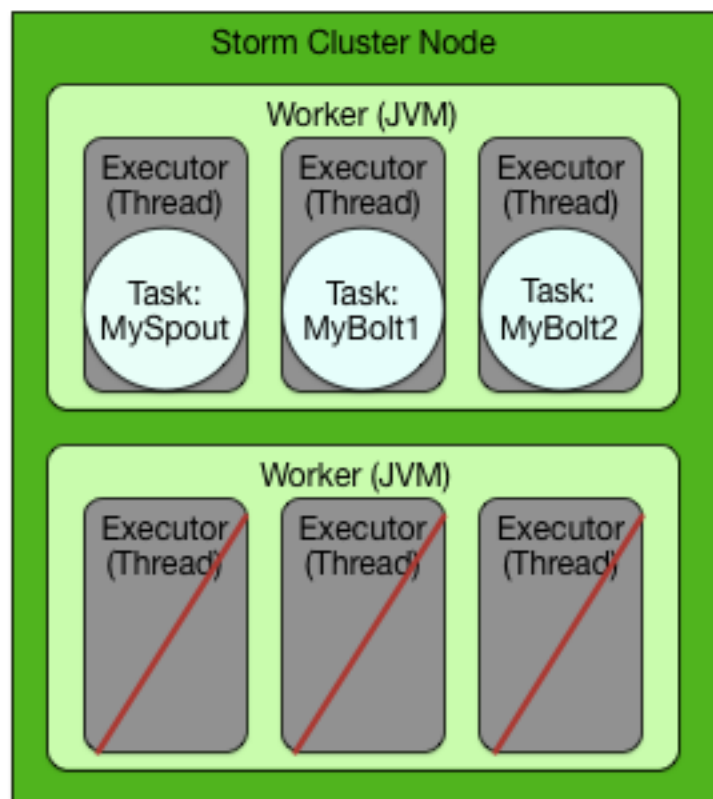 Storm Cluster Node
Worker (JVM)
Executor
(Thread)
Task:
MySpout
Executor
(Thread)
Task:
MyBolt1
Executor
(Thread)
Task:
MyBolt2
Worker (JVM)
Executor
(Thread)
Executor
(Thread)
Executor
(Thread)